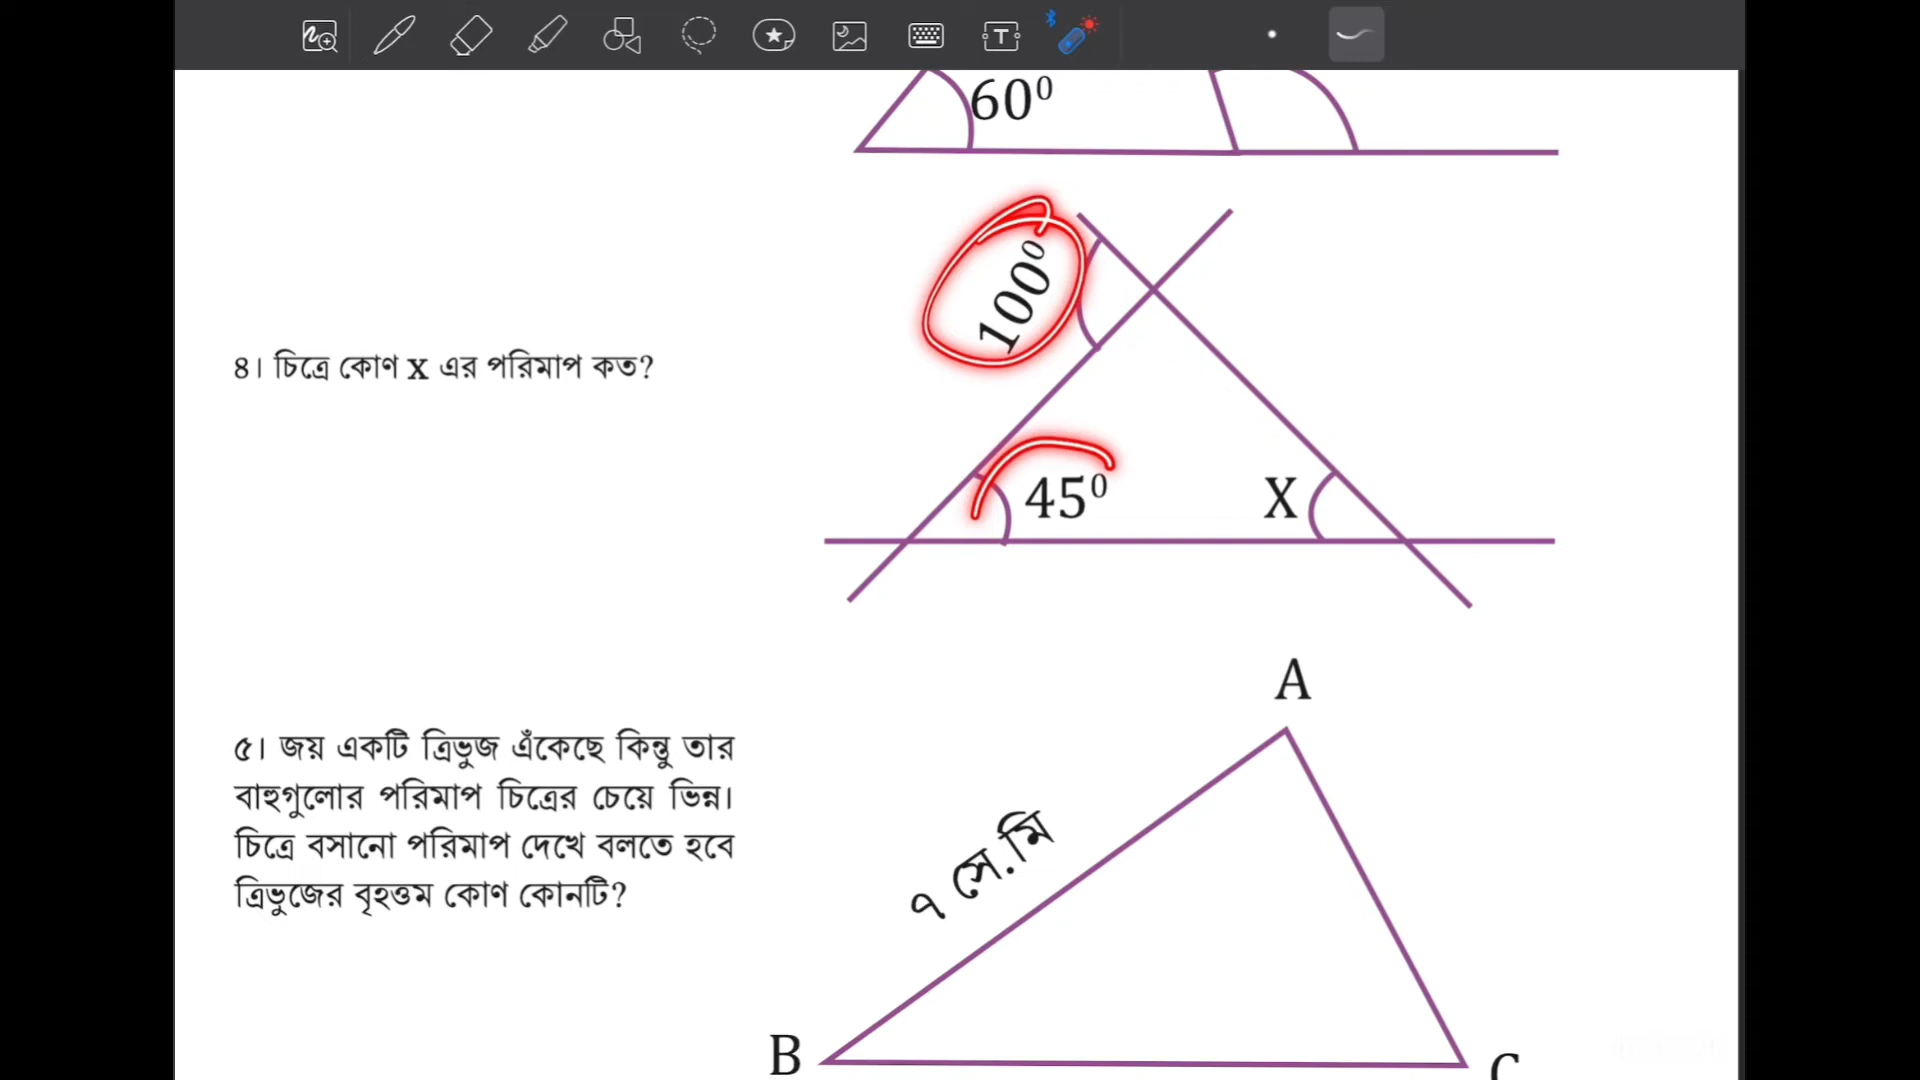 60⁰
100⁰
৪। চিত্রে কোণ x এর পরিমাপ কত?
45⁰
X
A
৫। জয় একটি ত্রিভুজ এঁকেছে কিন্তু তার
বাহুগুলোর পরিমাপ চিত্রের চেয়ে ভিন্ন।
চিত্রে বসানো পরিমাপ দেখে বলতে হবে
ত্রিভুজের বৃহত্তম কোণ কোনটি?
৭ সে.মি
B
C